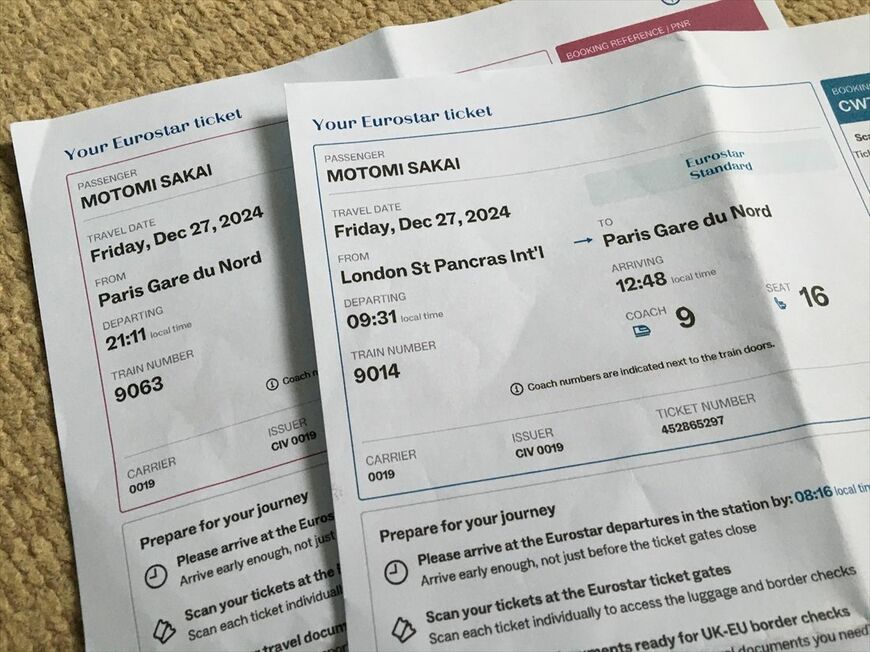 BOOKING REFERENCE / PNR
Your Eurostar ticket
PASSENGER
MOTOMI SAKAI
TRAVEL DATE
Friday, Dec 27, 2024
FROM
Paris Gare du Nord
DEPARTING
21:11 local time
TRAIN NUMBER
9063
Coach
CARRIER
0019
ISSUER
CIV 0019
Prepare for your journey
Please arrive at the Euros
Arrive early enough, not just
Scan your tickets at the
Scan each ticket individual
travel docum
Your Eurostar ticket
PASSENGER
MOTOMI SAKAI
Eurostar
Standard
TRAVEL DATE
Friday, Dec 27, 2024
FROM
London St Pancras Int'l
→ TO
Paris Gare du Nord
DEPARTING
09:31 local time
ARRIVING
12:48 local time
TRAIN NUMBER
9014
COACH
9
SEAT
16
Coach numbers are indicated next to the train doors.
CARRIER
0019
ISSUER
CIV 0019
TICKET NUMBER
452865297
BOOKIN
CW
Sc
Tic
Prepare for your journey
Please arrive at the Eurostar departures in the station by: 08:16 local tim
Arrive early enough, not just before the ticket gates close
Scan your tickets at the Eurostar ticket gates
Scan each ticket individually to access the luggage and border checks
ments ready for UK-EU border checks
documents you need